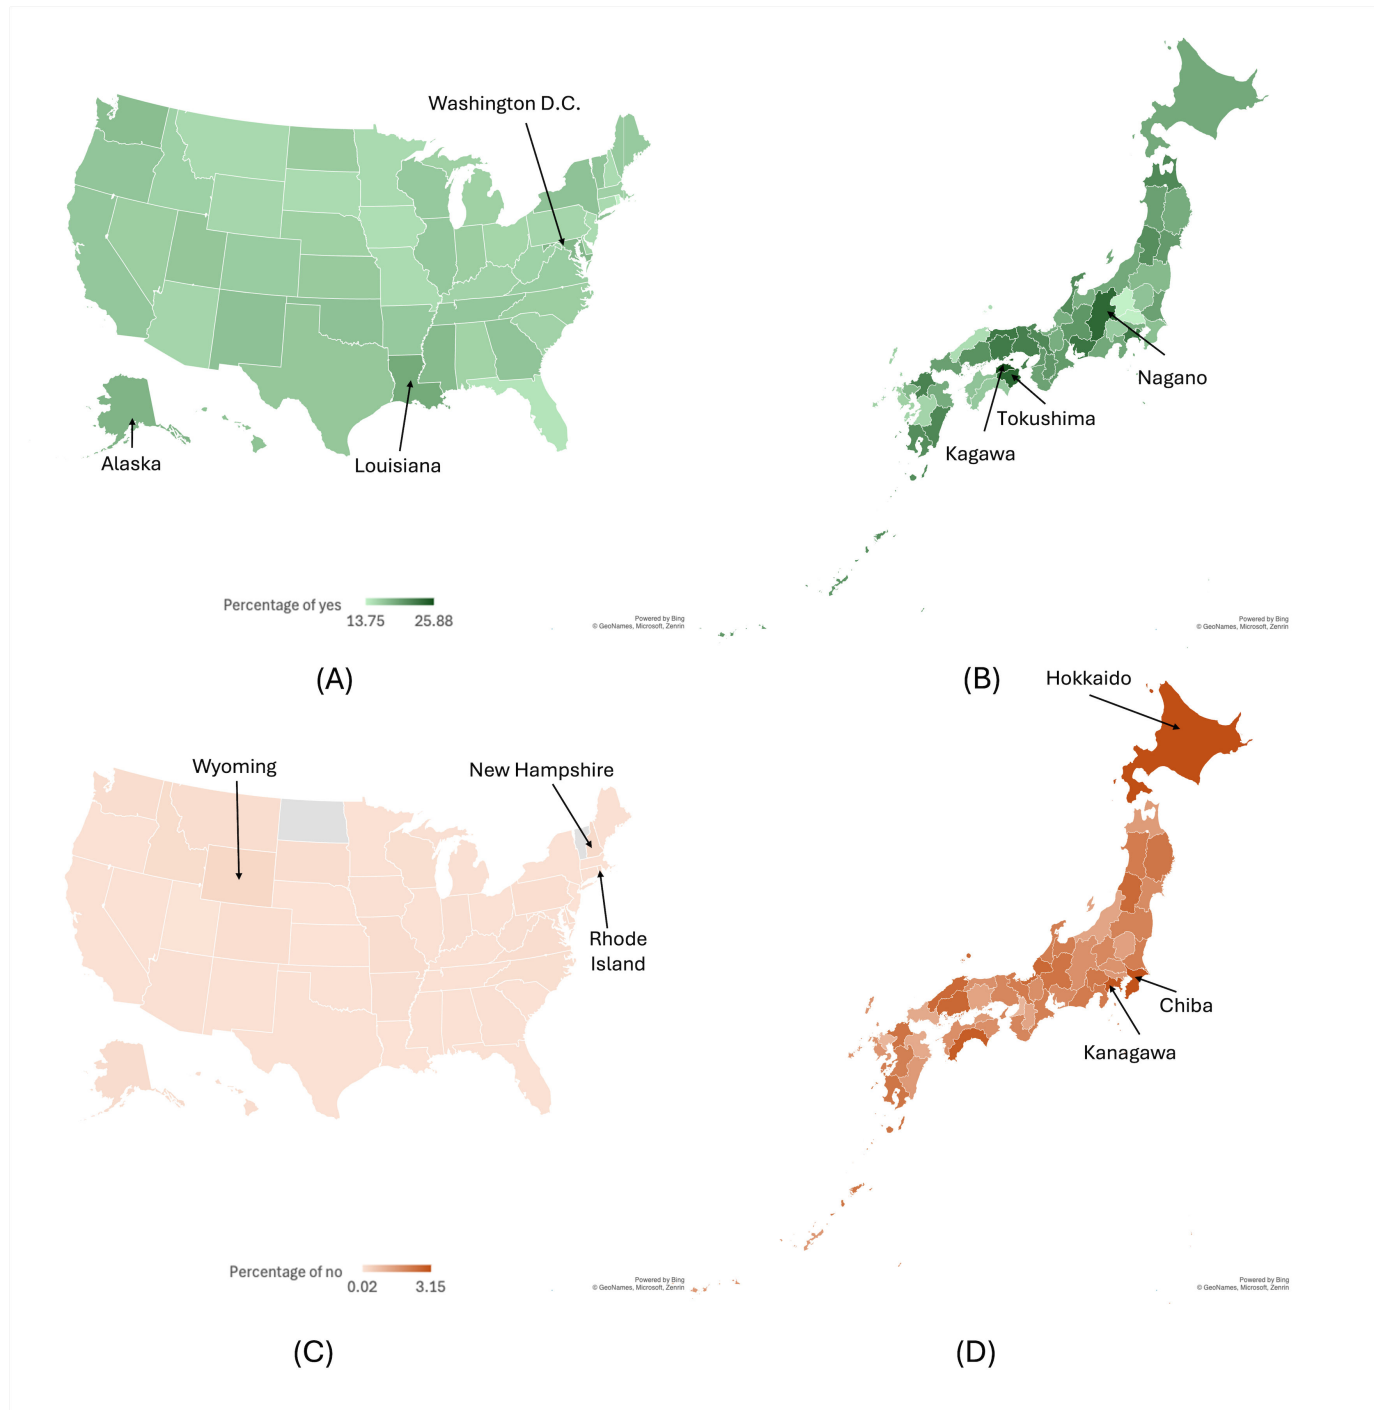 Washington D.C.
Alaska
Louisiana
Percentage of yes
13.75 25.88
Powered by Bing
© GeoNames, Microsoft, Zenrin
(A)
Nagano
Tokushima
Kagawa
Powered by Bing
© GeoNames, Microsoft, Zenrin
(B)
Wyoming
New Hampshire
Rhode
Island
Percentage of no
0.02 3.15
Powered by Bing
© GeoNames, Microsoft, Zenrin
(C)
Hokkaido
Chiba
Kanagawa
Powered by Bing
© GeoNames, Microsoft, Zenrin
(D)